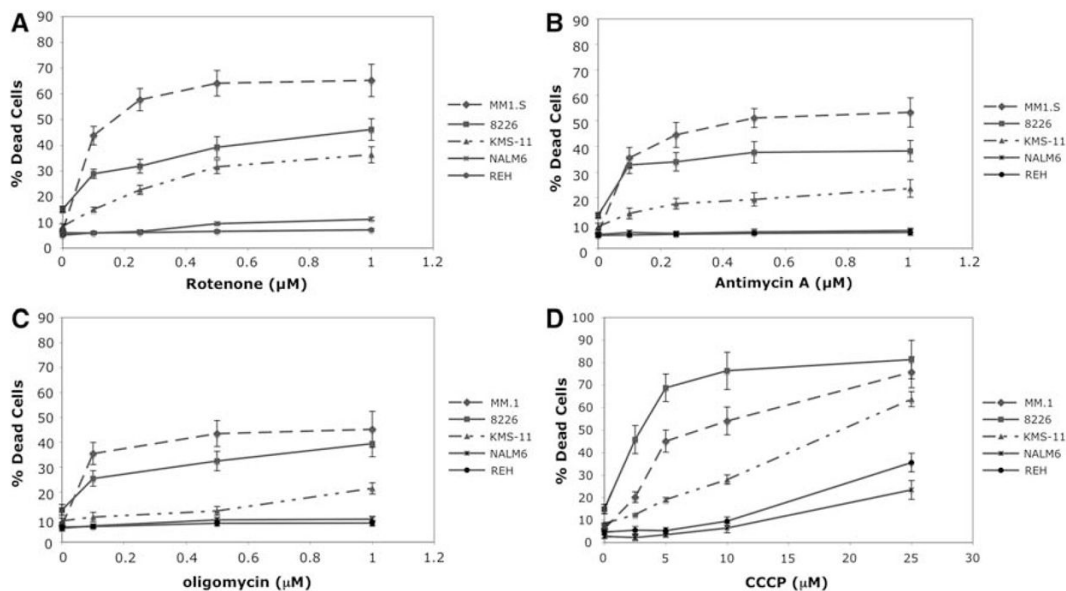 A
90
80
70
60
50
40
30
20
10
0
% Dead Cells
0 0.2 0.4 0.6 0.8 1 1.2
Rotenone (µM)
MM1.S
8226
KMS-11
NALM6
REH
B
90
80
70
60
50
40
30
20
10
0
% Dead Cells
0 0.2 0.4 0.6 0.8 1 1.2
Antimycin A (µM)
MM1.S
8226
KMS-11
NALM6
REH
C
90
80
70
60
50
40
30
20
10
0
% Dead Cells
0 0.2 0.4 0.6 0.8 1 1.2
oligomycin (µM)
MM.1
8226
KMS-11
NALM6
REH
D
100
90
80
70
60
50
40
30
20
10
0
% Dead Cells
0 5 10 15 20 25 30
CCCP (µM)
MM.1
8226
KMS-11
NALM6
REH